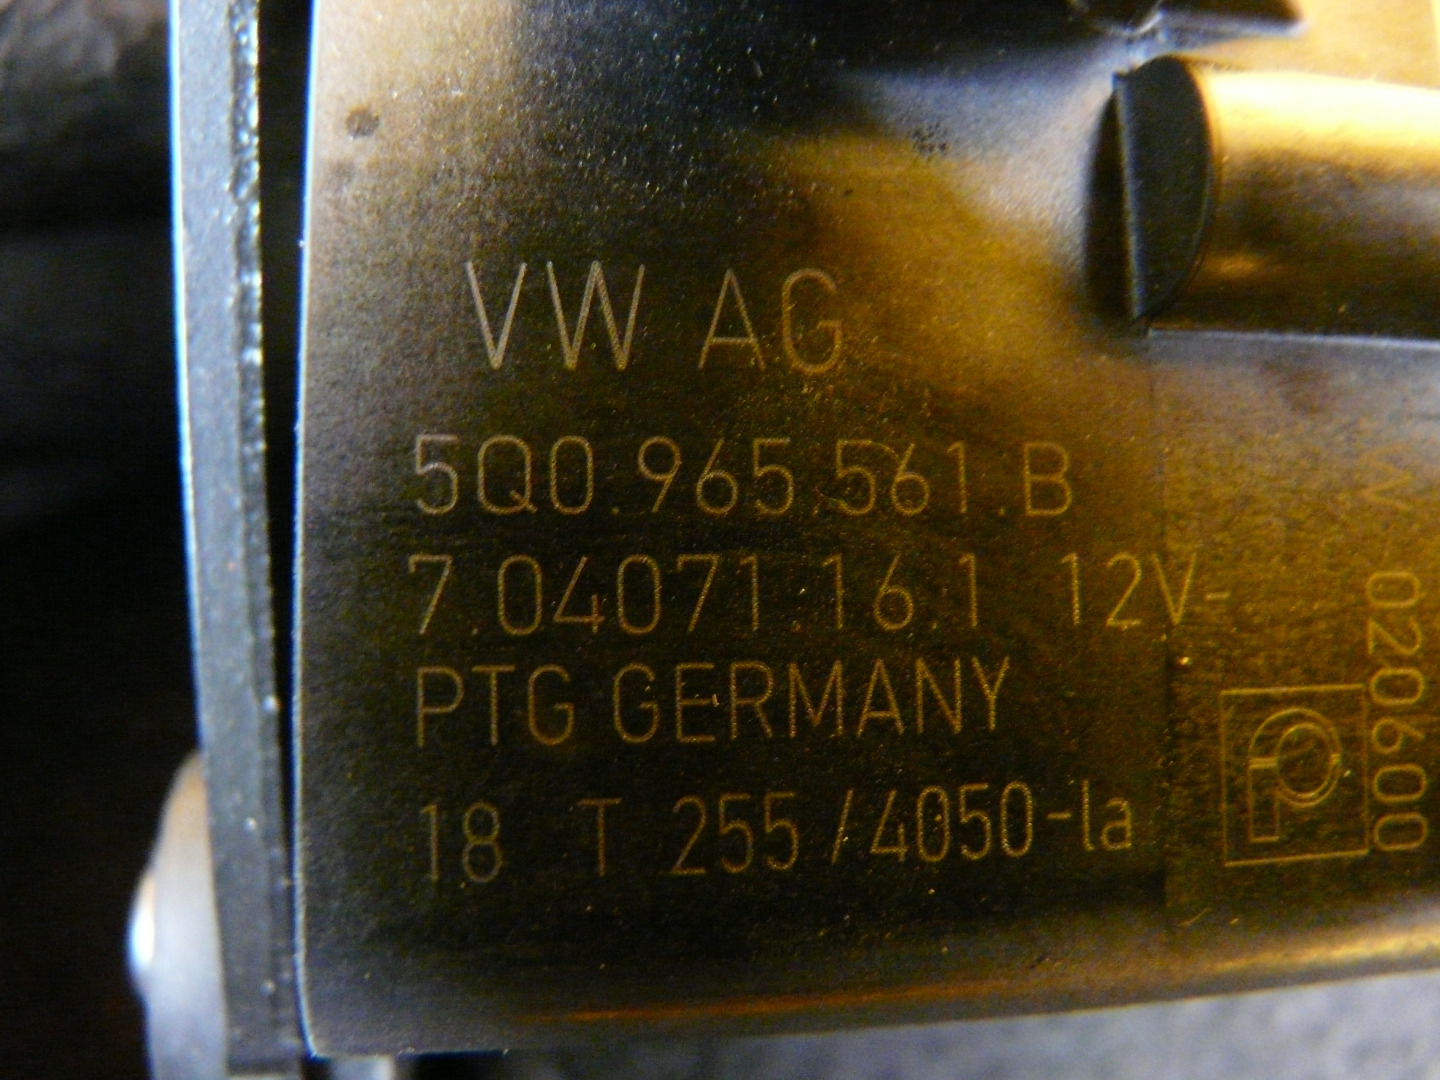 VW AG
5Q0.965.561.B
7.04071.16.1 12V-
PTG GERMANY
18 T 255 /4050-la
020600